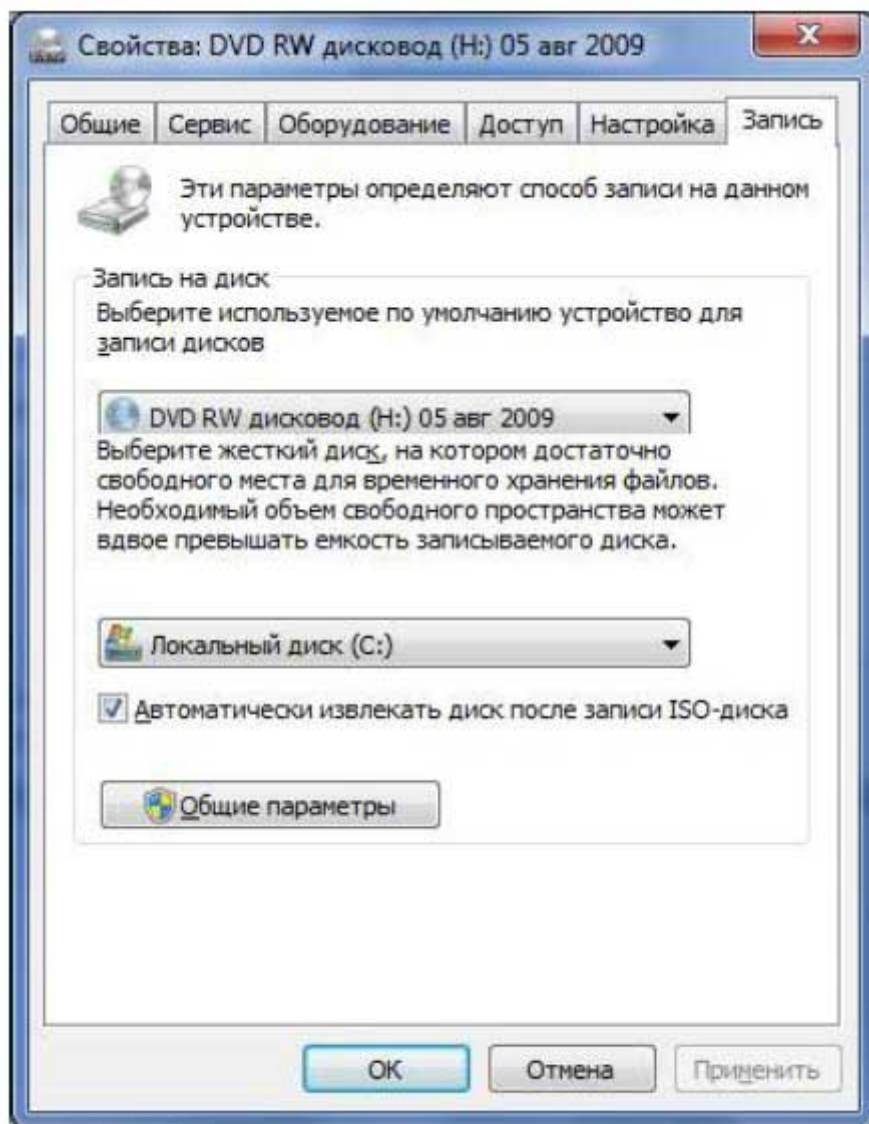 Свойства: DVD RW дисковод (H:) 05 авг 2009
Общие Сервис Оборудование Доступ Настройка Запись
Эти параметры определяют способ записи на данном
устройстве.
Запись на диск
Выберите используемое по умолчанию устройство для
записи дисков
DVD RW дисковод (H:) 05 авг 2009
Выберите жесткий диск, на котором достаточно
свободного места для временного хранения файлов.
Необходимый объем свободного пространства может
вдвое превышать емкость записываемого диска.
Локальный диск (C:)
Автоматически извлекать диск после записи ISO-диска
Общие параметры
ОК Отмена Применить